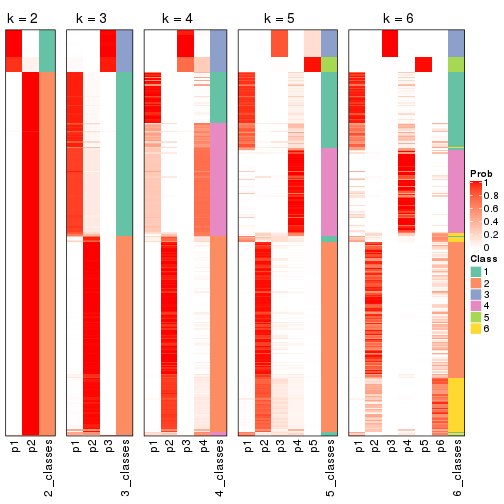 k = 2
k = 3
k = 4
k = 5
k = 6
Prob
1
0.8
0.6
0.4
0.2
0
Class
1
2
3
4
5
6
p1 p2 2_classes
p1 p2 p3 3_classes
p1 p2 p3 p4 4_classes
p1 p2 p3 p4 p5 5_classes
p1 p2 p3 p4 p5 p6 6_classes